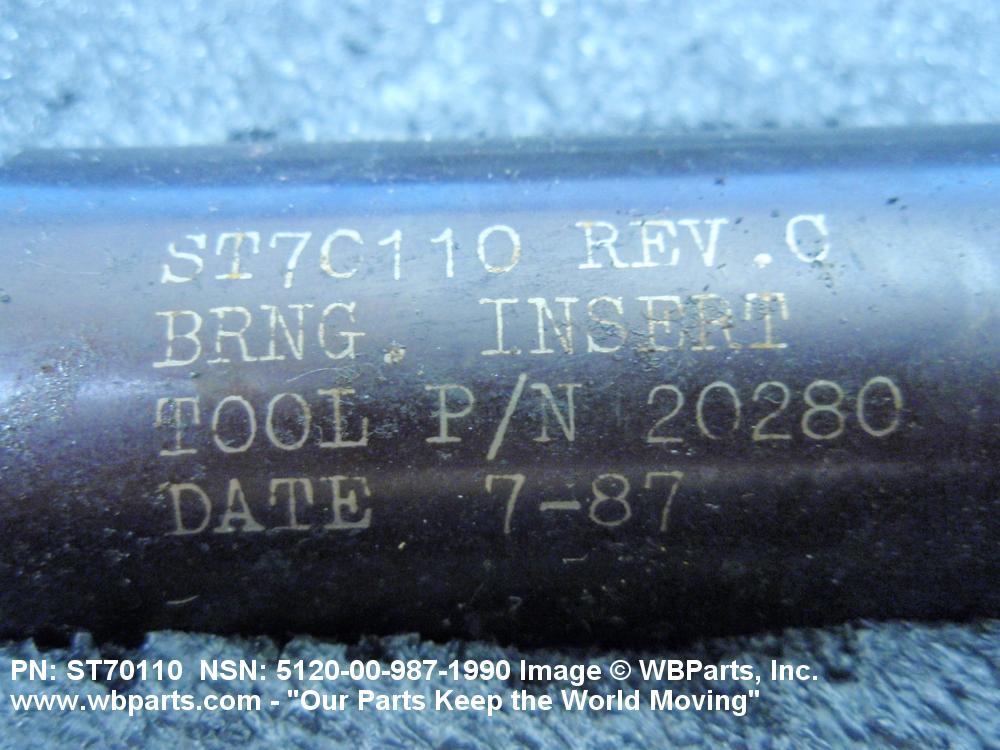 ST7C110 REV.C
BRNG. INSERT
TOOL P/N 20280
DATE 7-87
PN: ST70110 NSN: 5120-00-987-1990 Image © WBParts, Inc.
www.wbparts.com - "Our Parts Keep the World Moving"